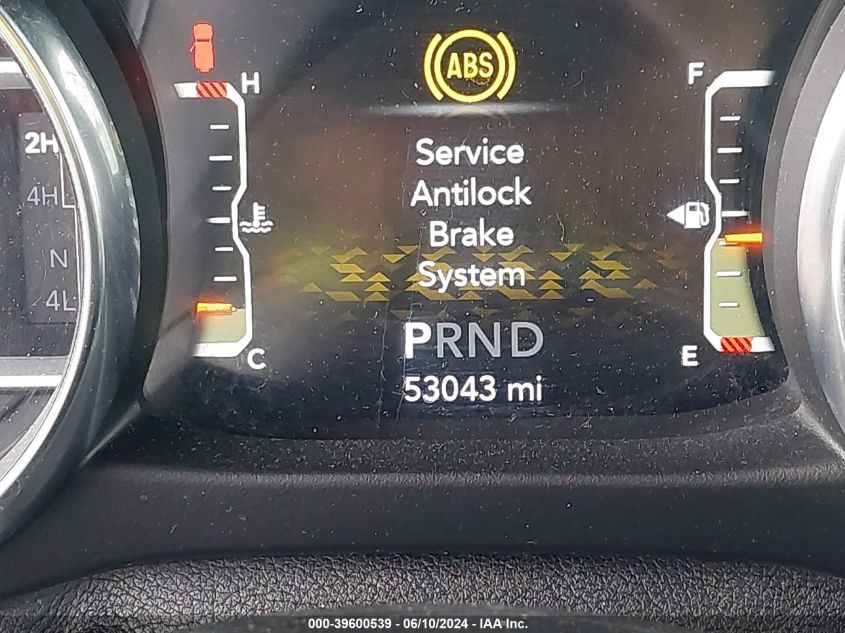 ABS
H
F
2H
Service
4H
Antilock
Brake
N
System
4L
PRND
C
E
53043 mi
000-39600539 - 06/10/2024 - IAA Inc.